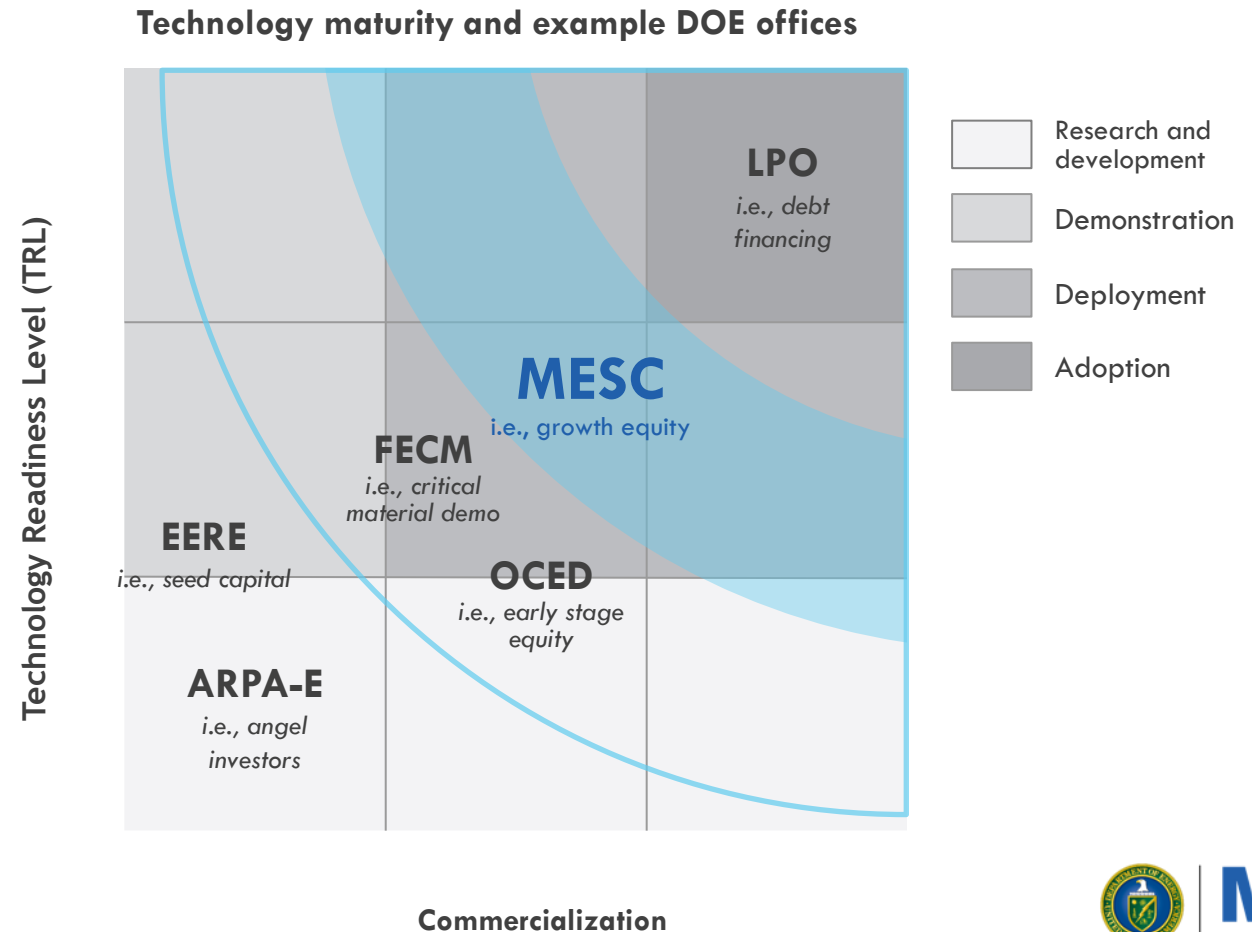 Technology maturity and example DOE offices
Technology Readiness Level (TRL)
LPO
i.e., debt
financing
MESC
i.e., growth equity
FECM
i.e., critical
material demo
EERE
i.e., seed capital
OCED
i.e., early stage
equity
ARPA-E
i.e., angel
investors
Commercialization
Research and
development
Demonstration
Deployment
Adoption